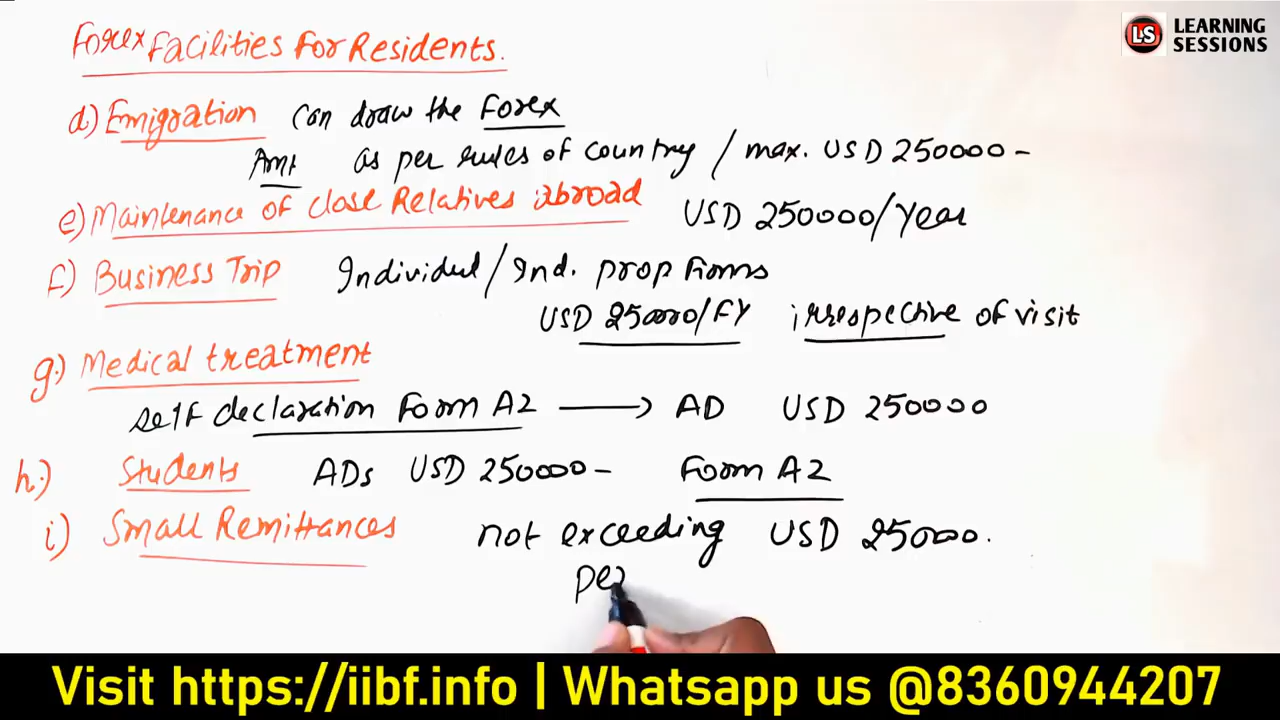 Forex Facilities For Residents.
LS LEARNING SESSIONS
d) Emigration can draw the Forex
Amt as per rules of country / max. USD 250000 -
e) Maintenance of close Relatives abroad USD 250000/Year
f) Business Trip Individual/Ind. prop Firms
USD 250000/FY irrespective of visit
g.) Medical treatment
self declaration Form A2 → AD USD 250000
h.) Students ADs USD 250000 - Form A2
i) Small Remittances not exceeding USD 25000.
per
Visit https://iibf.info | Whatsapp us @8360944207